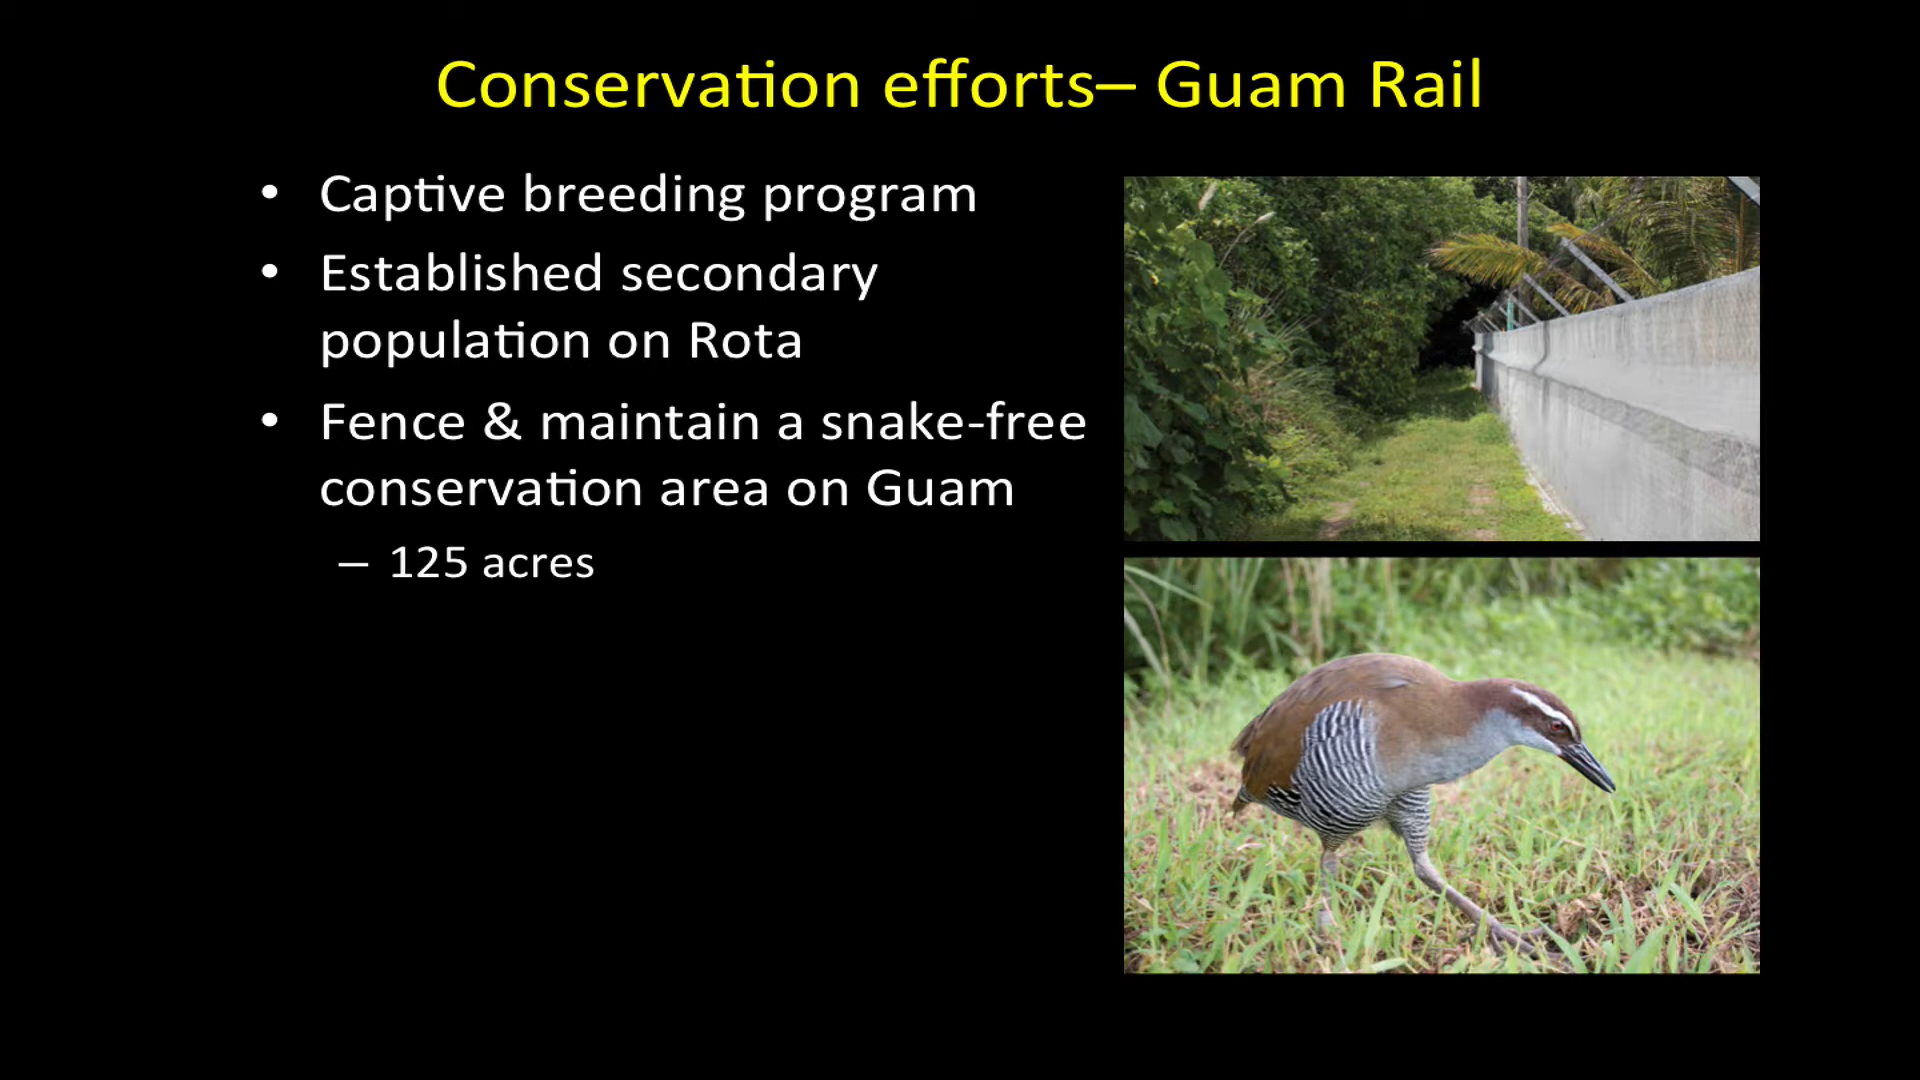 Conservation efforts– Guam Rail
• Captive breeding program
• Established secondary
population on Rota
• Fence & maintain a snake-free
conservation area on Guam
– 125 acres